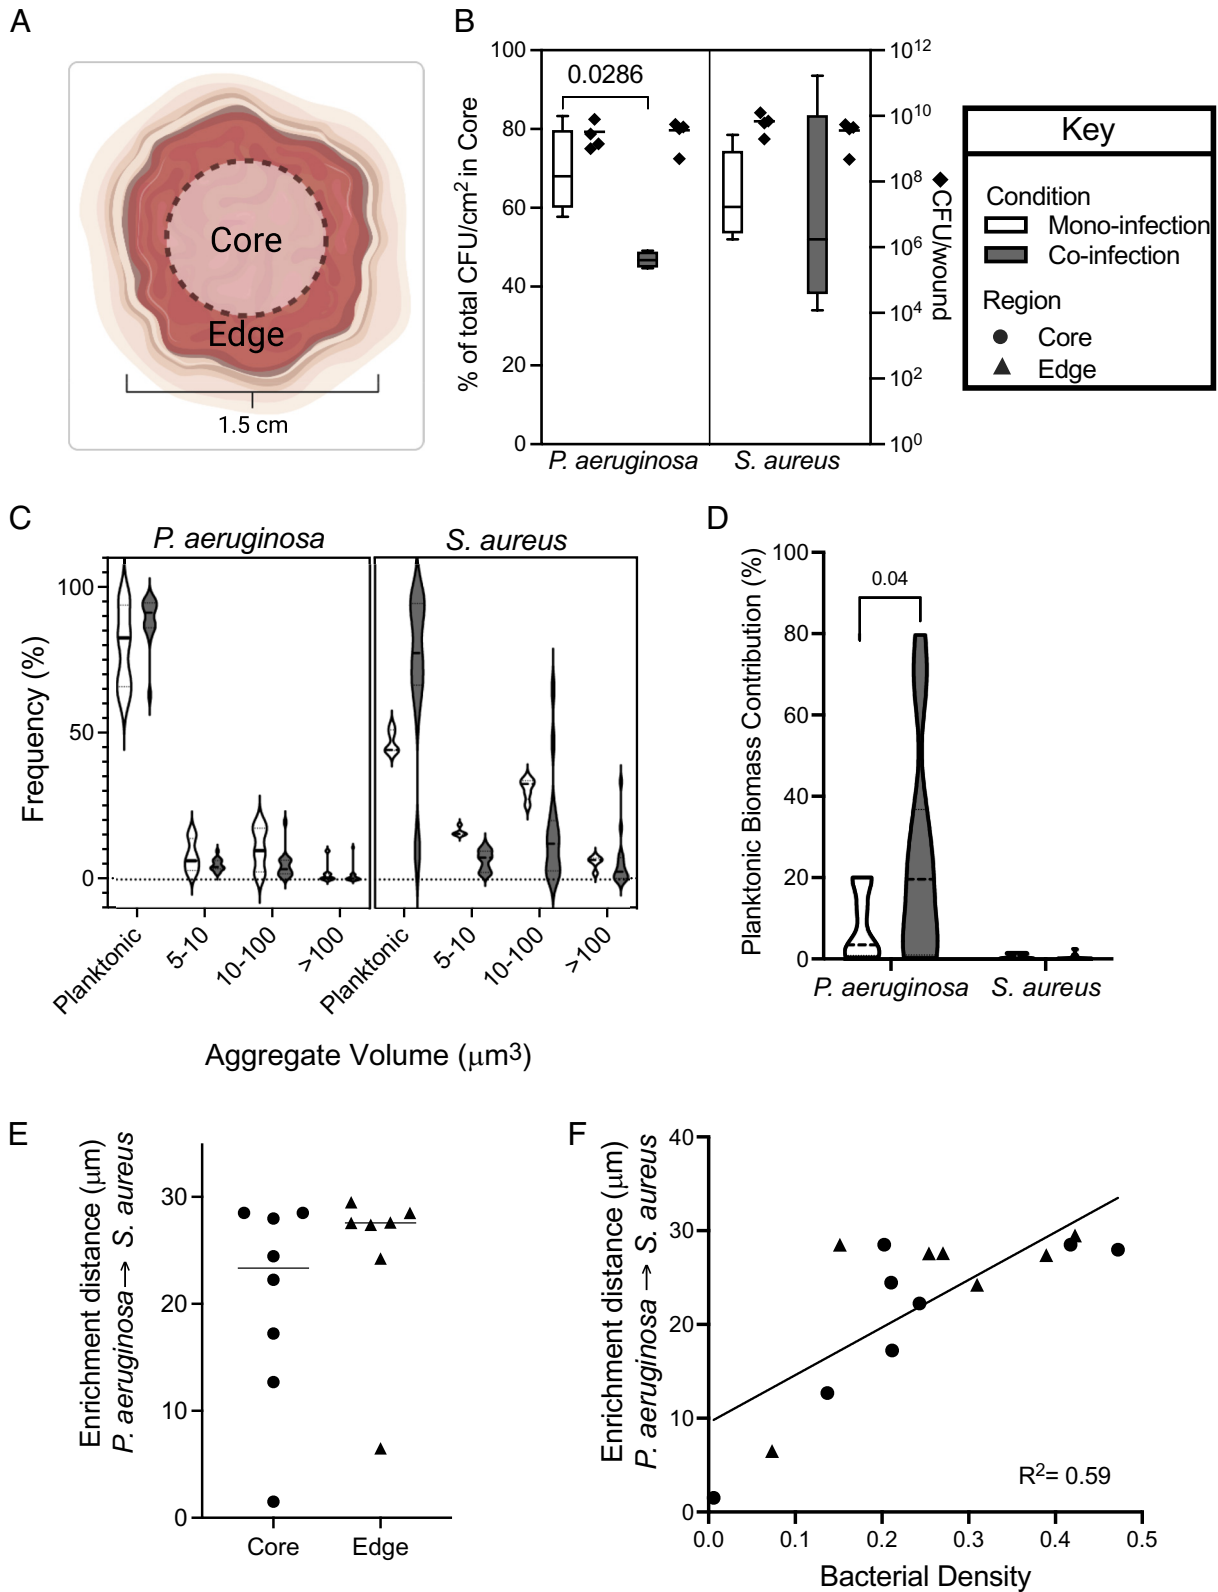 A
Core
Edge
1.5 cm
B
% of total CFU/cm² in Core
100
80
60
40
20
0
0.0286
10¹²
10¹⁰
10⁸
10⁶
10⁴
10²
10⁰
◆CFU/wound
P. aeruginosa
S. aureus
Key
Condition
Mono-infection
Co-infection
Region
Core
Edge
C
P. aeruginosa
S. aureus
Frequency (%)
100
50
0
Planktonic
5-10
10-100
>100
Planktonic
5-10
10-100
>100
Aggregate Volume (μm³)
D
Planktonic Biomass Contribution (%)
100
80
60
40
20
0
0.04
P. aeruginosa
S. aureus
E
Enrichment distance (μm)
P. aeruginosa → S. aureus
30
20
10
0
Core
Edge
F
Enrichment distance (μm)
P. aeruginosa → S. aureus
40
30
20
10
0
R²= 0.59
0.0
0.1
0.2
0.3
0.4
0.5
Bacterial Density